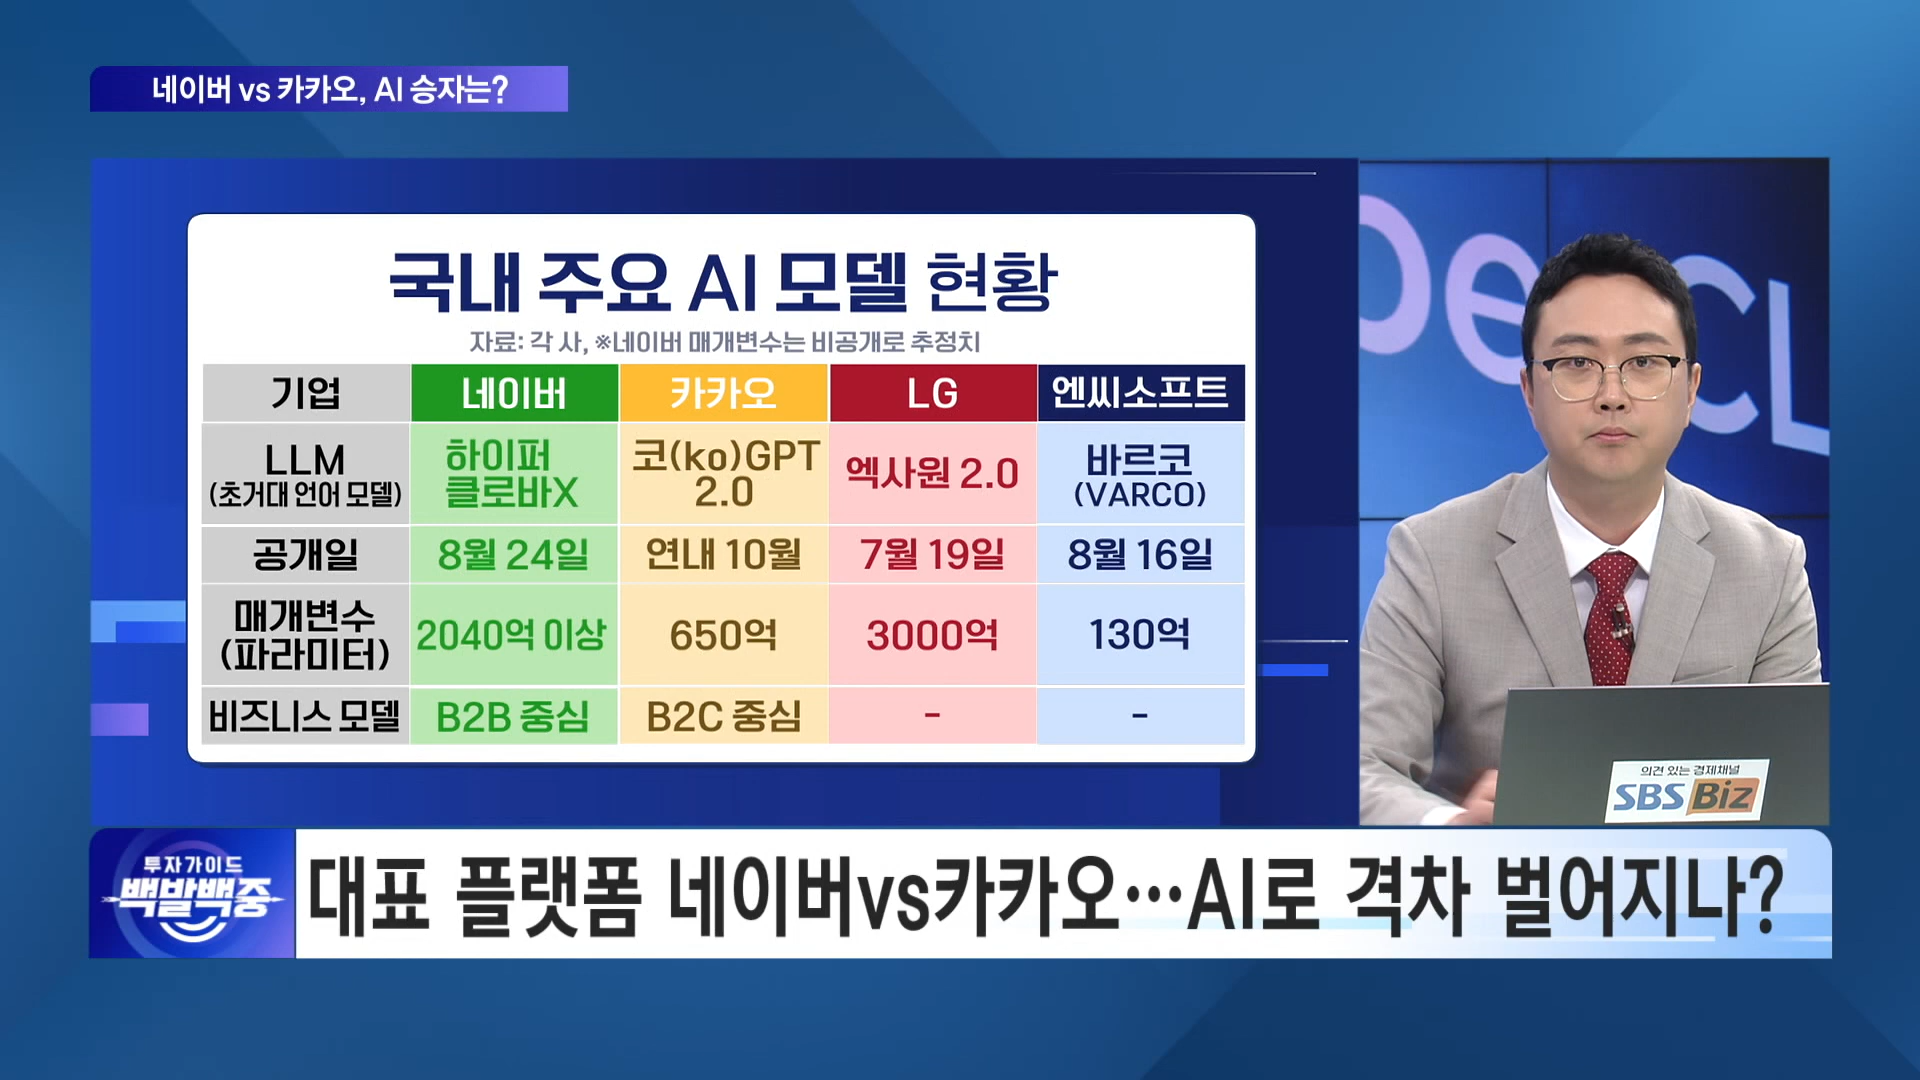 네이버 vs 카카오, AI 승자는?
국내 주요 AI 모델 현황
자료: 각 사, ※네이버 매개변수는 비공개로 추정치
기업 네이버 카카오 LG 엔씨소프트
LLM (초거대 언어 모델) 하이퍼 클로바X 코(ko)GPT 2.0 엑사원 2.0 바르코 (VARCO)
공개일 8월 24일 연내 10월 7월 19일 8월 16일
매개변수 (파라미터) 2040억 이상 650억 3000억 130억
비즈니스 모델 B2B 중심 B2C 중심 - -
의견 있는 경제채널
SBS Biz
투자가이드
백발백중
대표 플랫폼 네이버vs카카오…AI로 격차 벌어지나?